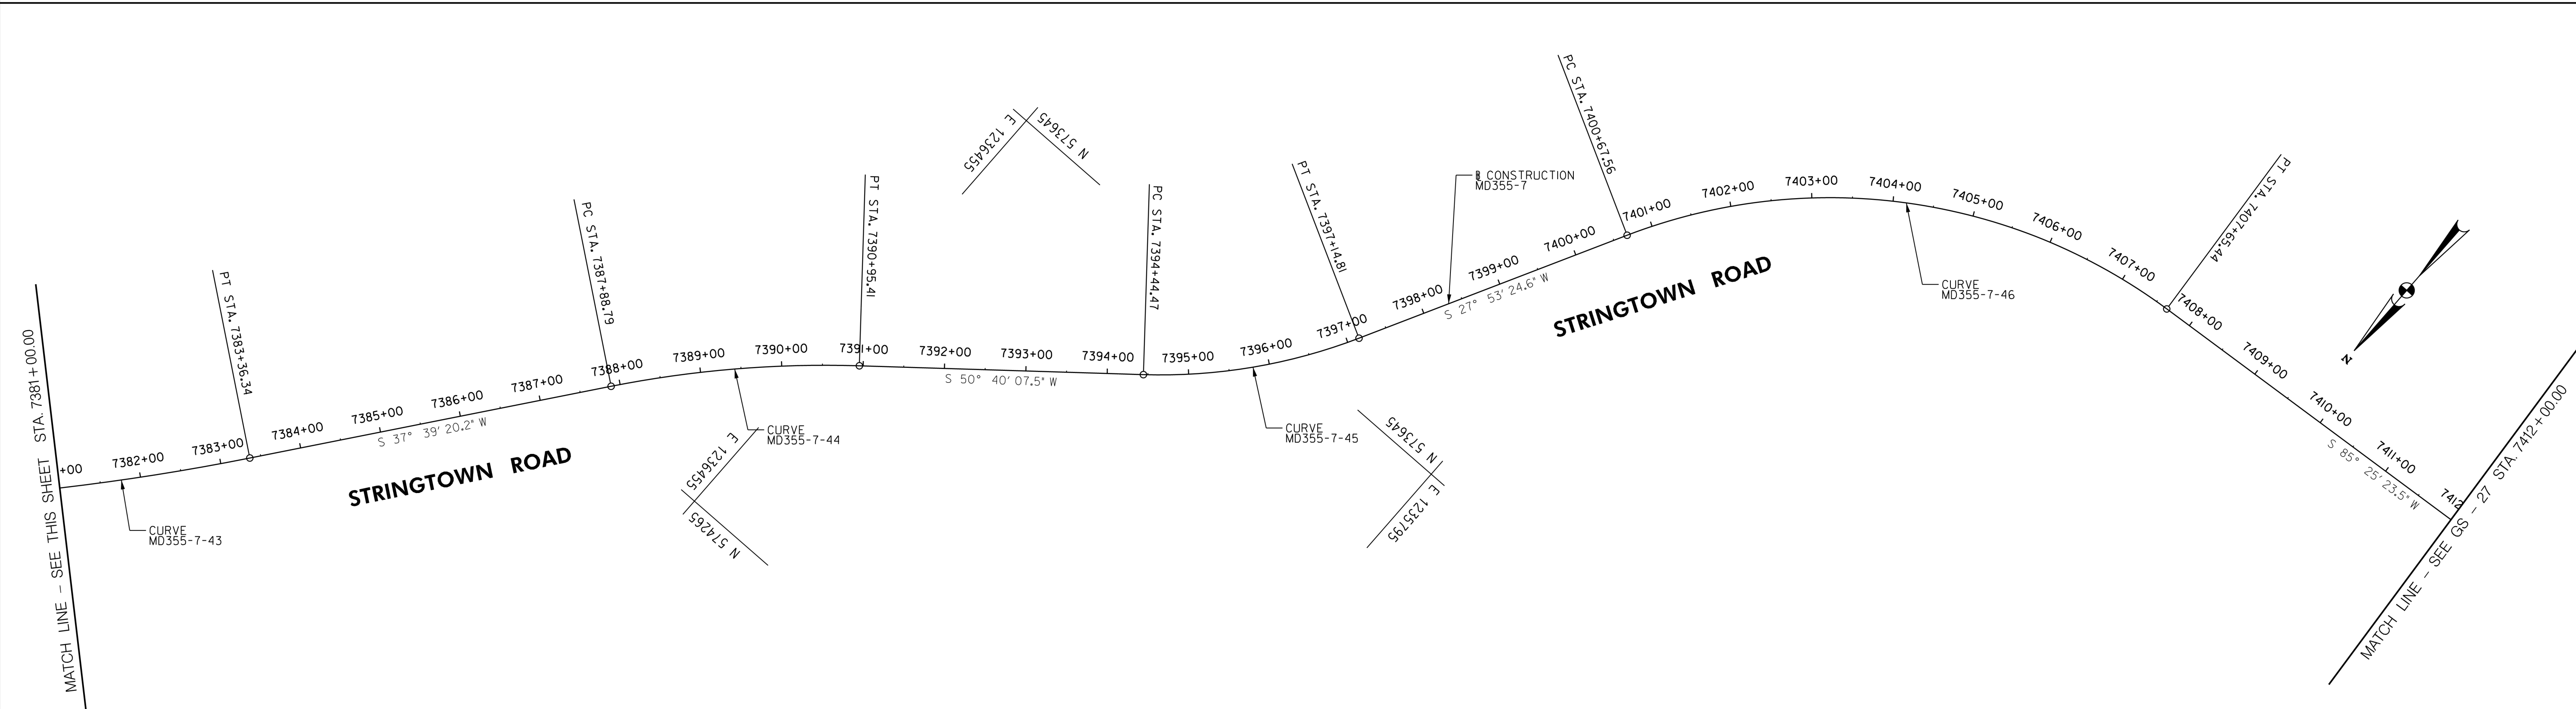 MATCH LINE - SEE THIS SHEET STA. 7381+00.00
+00
7382+00
7383+00
7384+00
7385+00
7386+00
7387+00
7388+00
7389+00
7390+00
7391+00
7392+00
7393+00
7394+00
7395+00
7396+00
7397+00
7398+00
7399+00
7400+00
7401+00
7402+00
7403+00
7404+00
7405+00
7406+00
7407+00
7408+00
7409+00
7410+00
7411+00
7412
PT STA. 7383+36.34
PC STA. 7387+88.79
PT STA. 7390+95.41
PC STA. 7394+44.47
PT STA. 7397+14.81
PC STA. 7400+67.56
PT STA. 7407+65.44
S 37° 39' 20.2" W
S 50° 40' 07.5" W
S 27° 53' 24.6" W
S 85° 25' 23.5" W
STRINGTOWN ROAD
STRINGTOWN ROAD
CURVE
MD355-7-43
CURVE
MD355-7-44
CURVE
MD355-7-45
CURVE
MD355-7-46
℄ CONSTRUCTION
MD355-7
E 1236455
N 573645
E 1236455
N 574265
N 573645
E 1235795
N
MATCH LINE - SEE GS - 27 STA. 7412+00.00